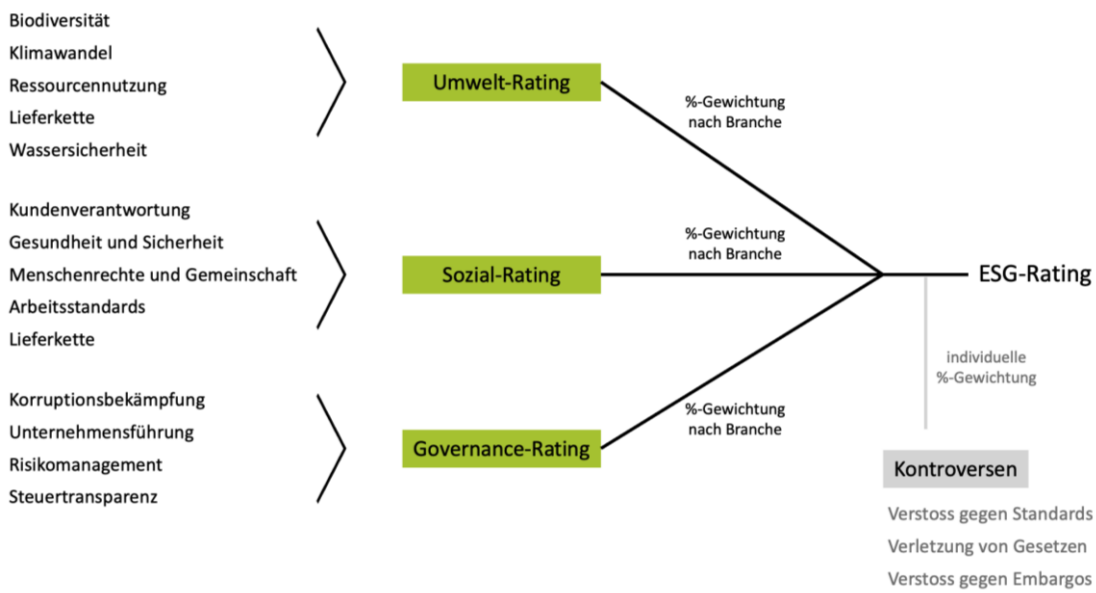 Biodiversität
Klimawandel
Ressourcennutzung
Lieferkette
Wassersicherheit
Umwelt-Rating
%-Gewichtung
nach Branche
Kundenverantwortung
Gesundheit und Sicherheit
Menschenrechte und Gemeinschaft
Arbeitsstandards
Lieferkette
Sozial-Rating
%-Gewichtung
nach Branche
ESG-Rating
Korruptionsbekämpfung
Unternehmensführung
Risikomanagement
Steuertransparenz
Governance-Rating
%-Gewichtung
nach Branche
individuelle
%-Gewichtung
Kontroversen
Verstoss gegen Standards
Verletzung von Gesetzen
Verstoss gegen Embargos